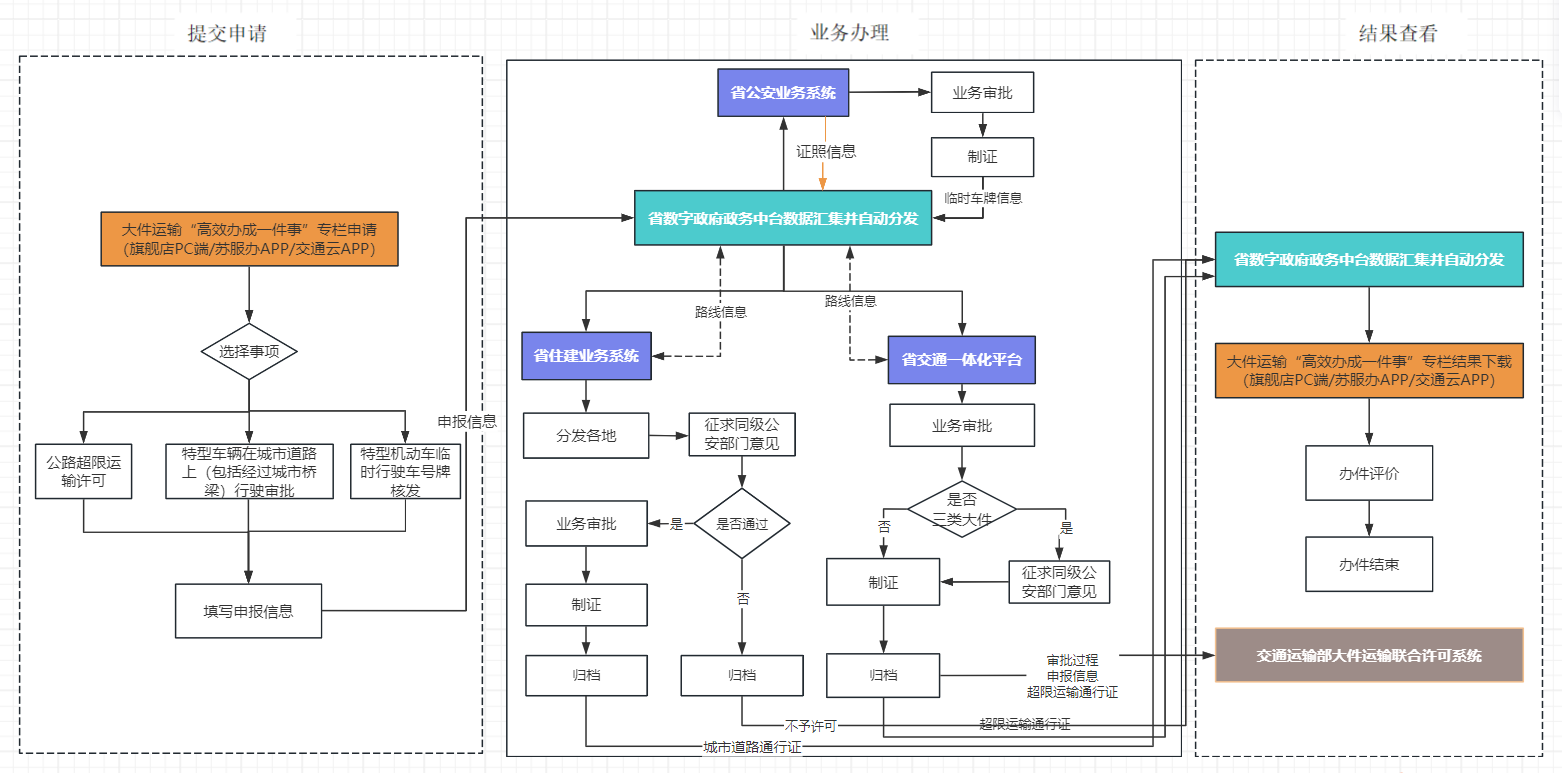 提交申请
业务办理
结果查看
大件运输“高效办成一件事”专栏申请
（旗舰店PC端/苏服办APP/交通云APP）
选择事项
公路超限运
输许可
特型车辆在城市道路
上（包括经过城市桥
梁）行驶审批
特型机动车临
时行驶车号牌
核发
填写申报信息
申报信息
省公安业务系统
业务审批
制证
证照信息
临时车牌信息
省数字政府政务中台数据汇集并自动分发
路线信息
路线信息
省住建业务系统
分发各地
征求同级公
安部门意见
是否通过
是
业务审批
制证
归档
否
归档
省交通一体化平台
业务审批
是否
三类大件
否
是
制证
征求同级公
安部门意见
归档
审批过程
申报信息
超限运输通行证
不予许可
超限运输通行证
城市道路通行证
省数字政府政务中台数据汇集并自动分发
大件运输“高效办成一件事”专栏结果下载
（旗舰店PC端/苏服办APP/交通云APP）
办件评价
办件结束
交通运输部大件运输联合许可系统